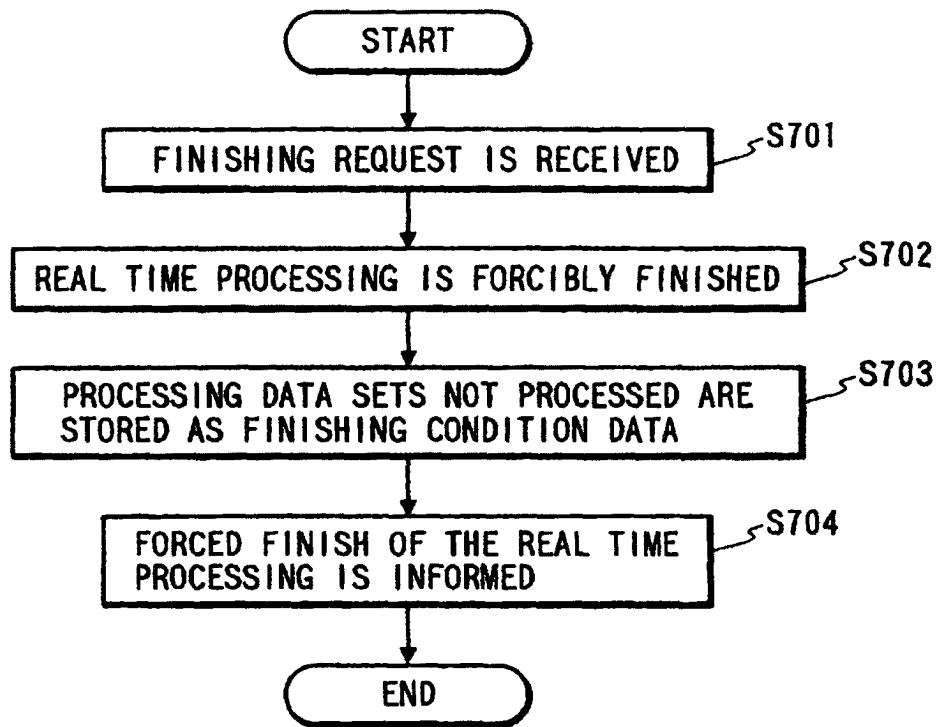 START
FINISHING REQUEST IS RECEIVED
S701
REAL TIME PROCESSING IS FORCIBLY FINISHED
S702
PROCESSING DATA SETS NOT PROCESSED ARE
STORED AS FINISHING CONDITION DATA
S703
FORCED FINISH OF THE REAL TIME
PROCESSING IS INFORMED
S704
END